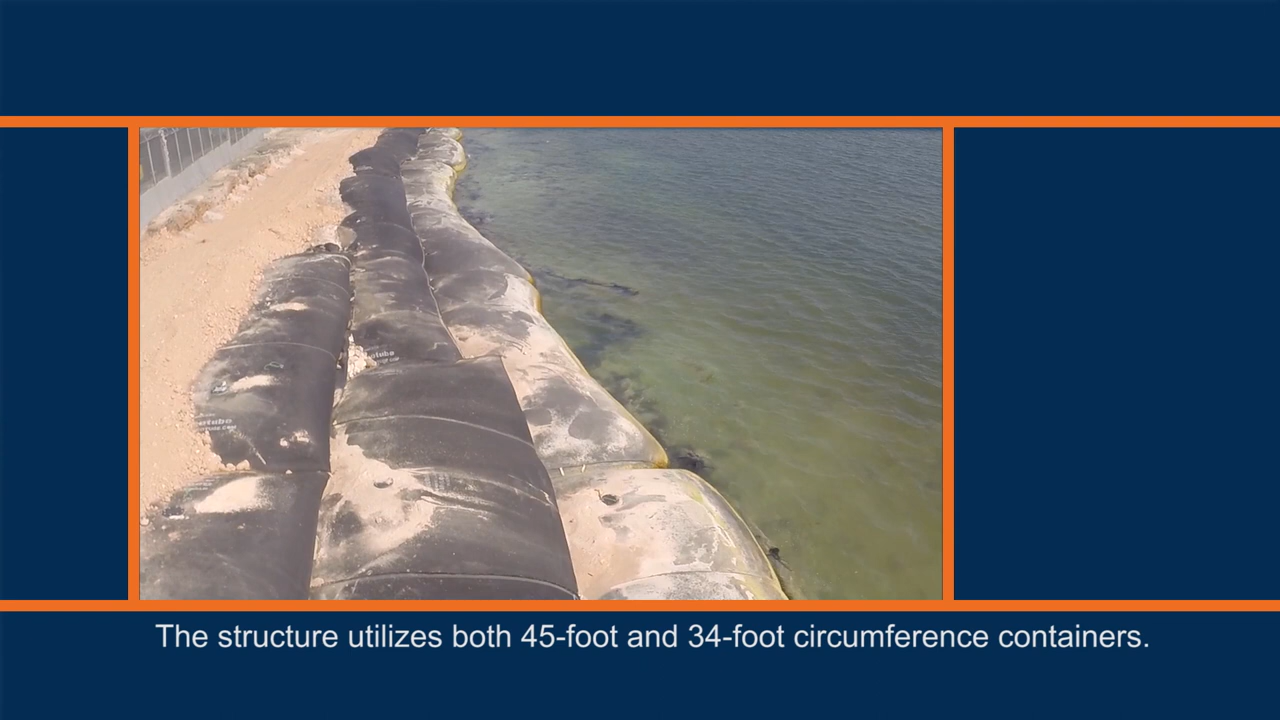 The structure utilizes both 45-foot and 34-foot circumference containers.